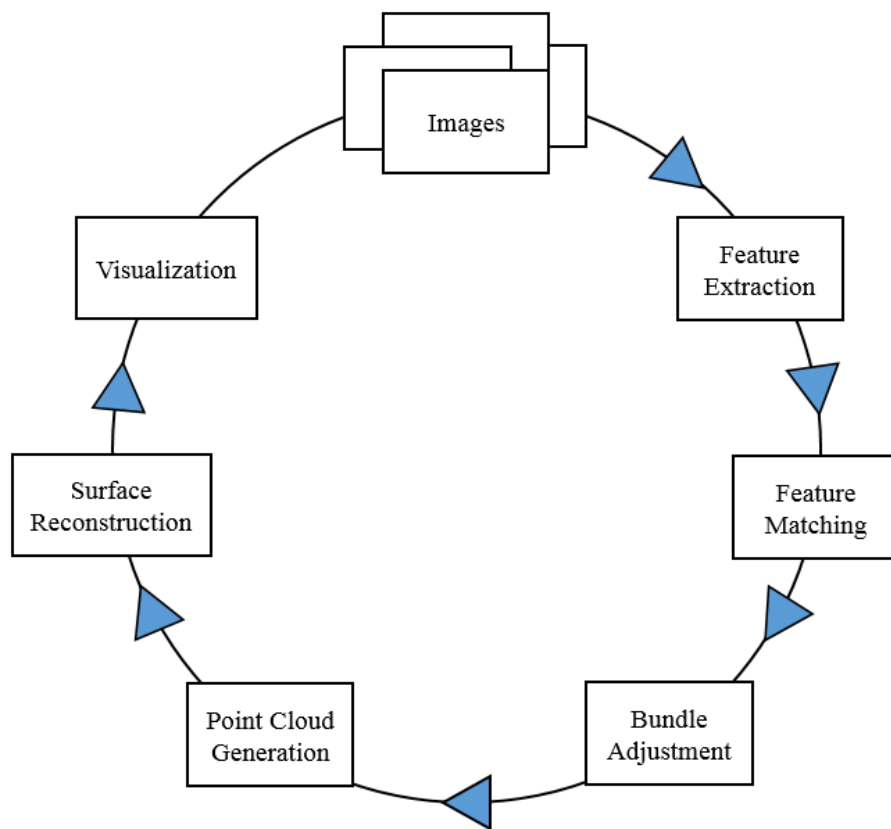 Images
Feature
Extraction
Feature
Matching
Bundle
Adjustment
Point Cloud
Generation
Surface
Reconstruction
Visualization